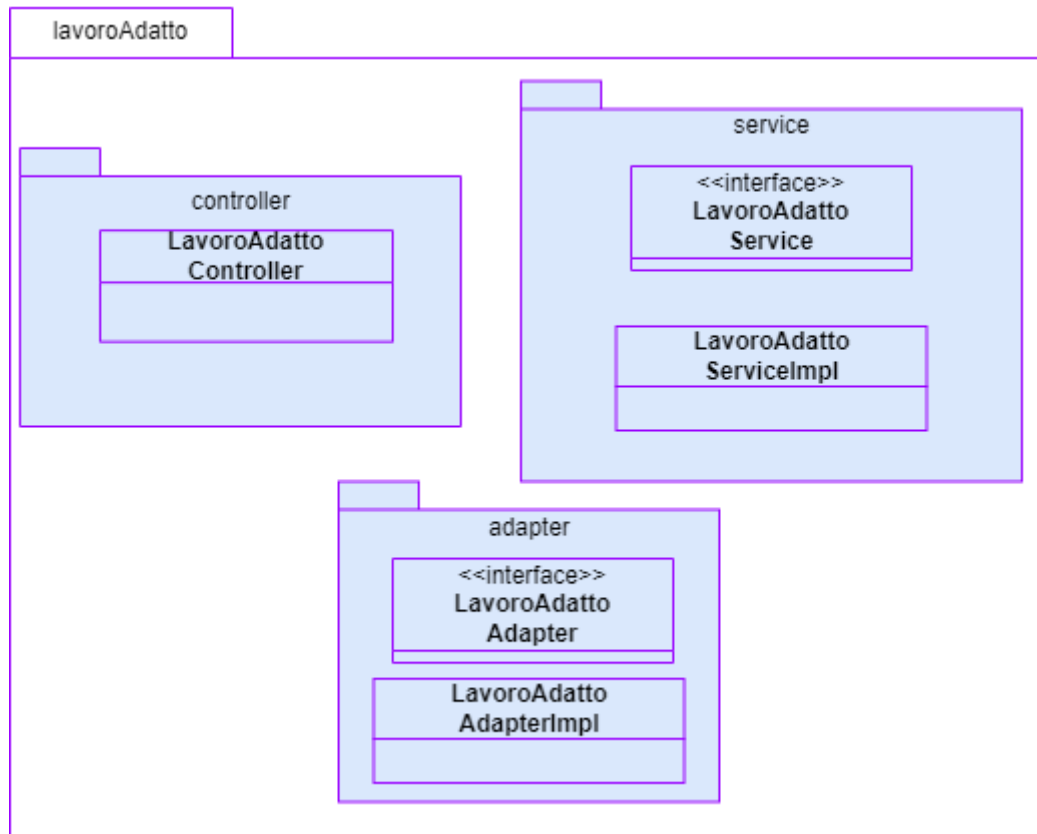 lavoroAdatto
controller
LavoroAdatto
Controller
service
<<interface>>
LavoroAdatto
Service
LavoroAdatto
ServiceImpl
adapter
<<interface>>
LavoroAdatto
Adapter
LavoroAdatto
AdapterImpl